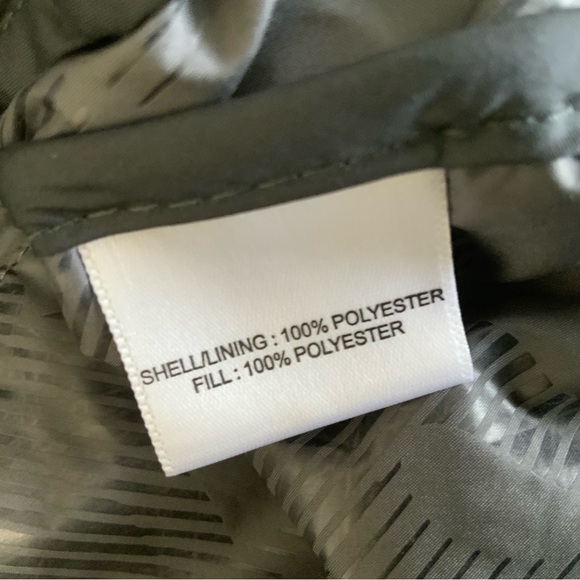 SHELL/LINING : 100% POLYESTER
FILL : 100% POLYESTER